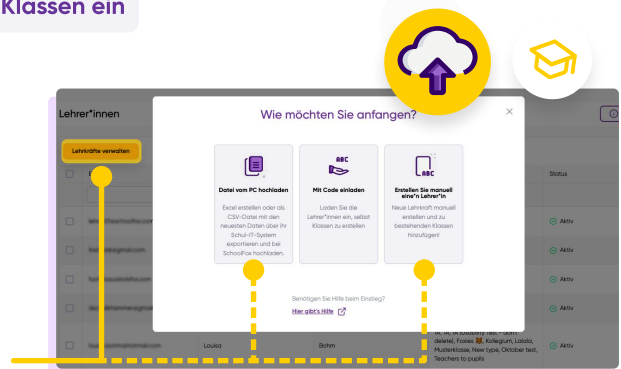 Klassen ein
Lehrer*innen
Wie möchten Sie anfangen?
Lehrkräfte verwalten
Status
ABC
ABC
Datei vom PC hochladen
Mit Code einladen
Erstellen Sie manuell
eine*n Lehrer*in
Excel erstellen oder als
CSV-Datei mit den
neuesten Daten über ihr
Schul-IT-System
exportieren und bei
SchoolFox hochladen.
Laden Sie die
Lehrer*innen ein, selbst
Klassen zu erstellen
Neue Lehrkraft manuell
erstellen und zu
bestehenden Klassen
hinzufügen!
Aktiv
Aktiv
Aktiv
Aktiv
Benötigen Sie Hilfe beim Einstieg?
Hier gibt's Hilfe
Louisa
Bohm
delete), Foxies 🦊, Kollegium, Lalala,
Musterklasse, New type, Oktober test,
Teachers to pupils
Aktiv